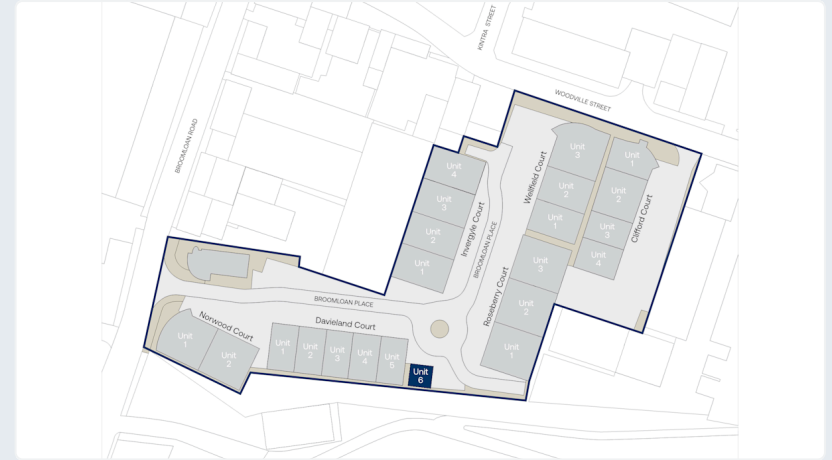 KINTRA STREET
WOODVILLE STREET
BROOMLOAN ROAD
Unit
4
Unit
3
Unit
2
Unit
1
Invergyle Court
BROOMLOAN PLACE
Wellfield Court
Unit
3
Unit
2
Unit
1
Unit
1
Unit
2
Unit
3
Unit
4
Clifford Court
Roseberry Court
Unit
3
Unit
2
Unit
1
BROOMLOAN PLACE
Norwood Court
Unit
1
Unit
2
Davieland Court
Unit
1
Unit
2
Unit
3
Unit
4
Unit
5
Unit
6